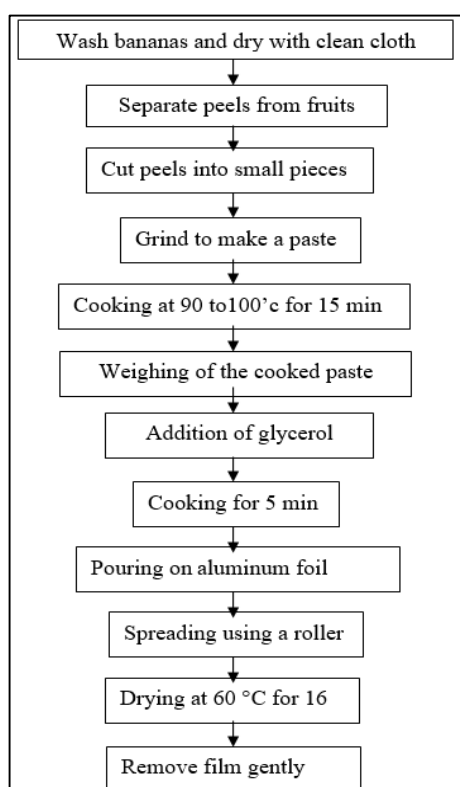 Wash bananas and dry with clean cloth
Separate peels from fruits
Cut peels into small pieces
Grind to make a paste
Cooking at 90 to100'c for 15 min
Weighing of the cooked paste
Addition of glycerol
Cooking for 5 min
Pouring on aluminum foil
Spreading using a roller
Drying at 60 °C for 16
Remove film gently